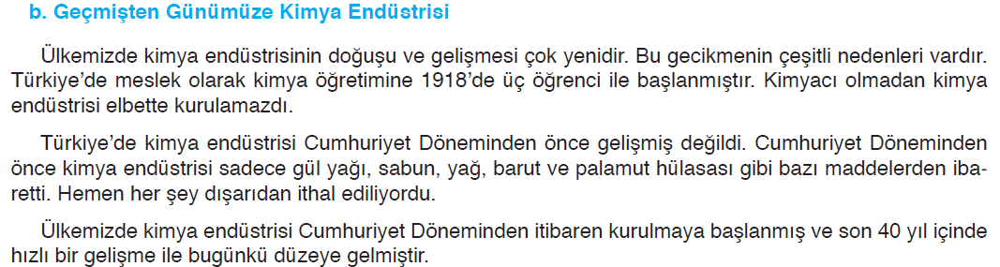 b. Geçmişten Günümüze Kimya Endüstrisi
Ülkemizde kimya endüstrisinin doğuşu ve gelişmesi çok yenidir. Bu gecikmenin çeşitli nedenleri vardır.
Türkiye'de meslek olarak kimya öğretimine 1918'de üç öğrenci ile başlanmıştır. Kimyacı olmadan kimya
endüstrisi elbette kurulamazdı.
Türkiye'de kimya endüstrisi Cumhuriyet Döneminden önce gelişmiş değildi. Cumhuriyet Döneminden
önce kimya endüstrisi sadece gül yağı, sabun, yağ, barut ve palamut hülasası gibi bazı maddelerden iba-
retti. Hemen her şey dışarıdan ithal ediliyordu.
Ülkemizde kimya endüstrisi Cumhuriyet Döneminden itibaren kurulmaya başlanmış ve son 40 yıl içinde
hızlı bir gelişme ile bugünkü düzeye gelmiştir.